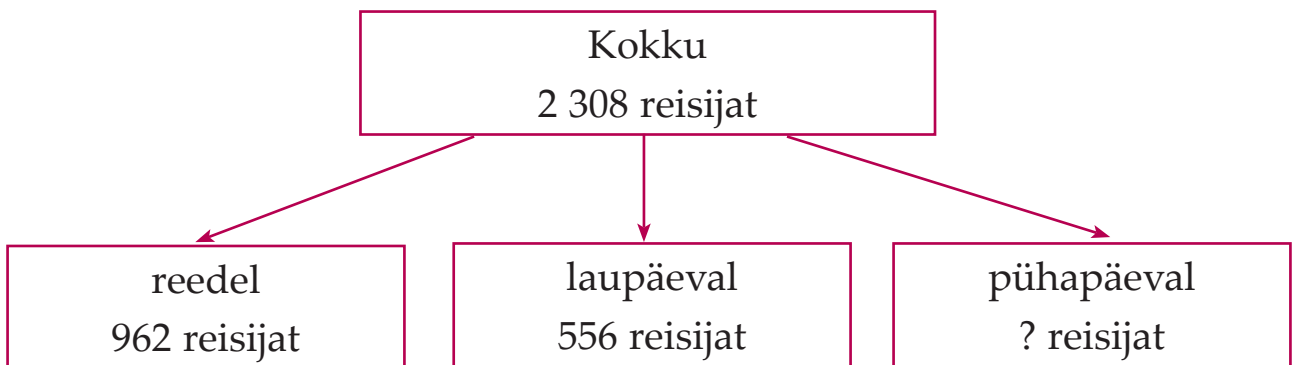 Kokku
2 308 reisijat
reedel
962 reisijat
laupäeval
556 reisijat
pühapäeval
? reisijat